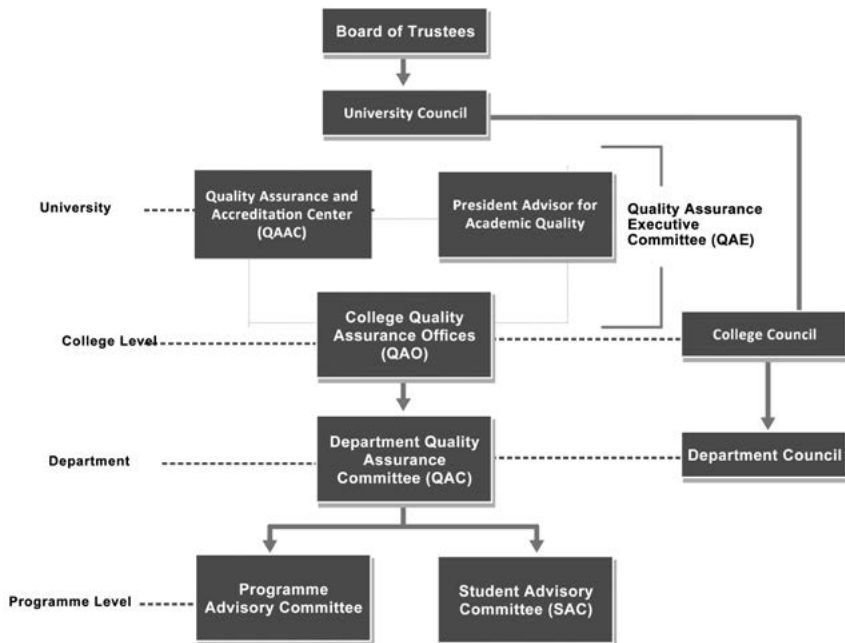 Board of Trustees
University Council
University
Quality Assurance and
Accreditation Center
(QAAC)
President Advisor for
Academic Quality
Quality Assurance
Executive
Committee (QAE)
College Level
College Quality
Assurance Offices
(QAO)
College Council
Department
Department Quality
Assurance
Committee (QAC)
Department Council
Programme Level
Programme
Advisory Committee
Student Advisory
Committee (SAC)